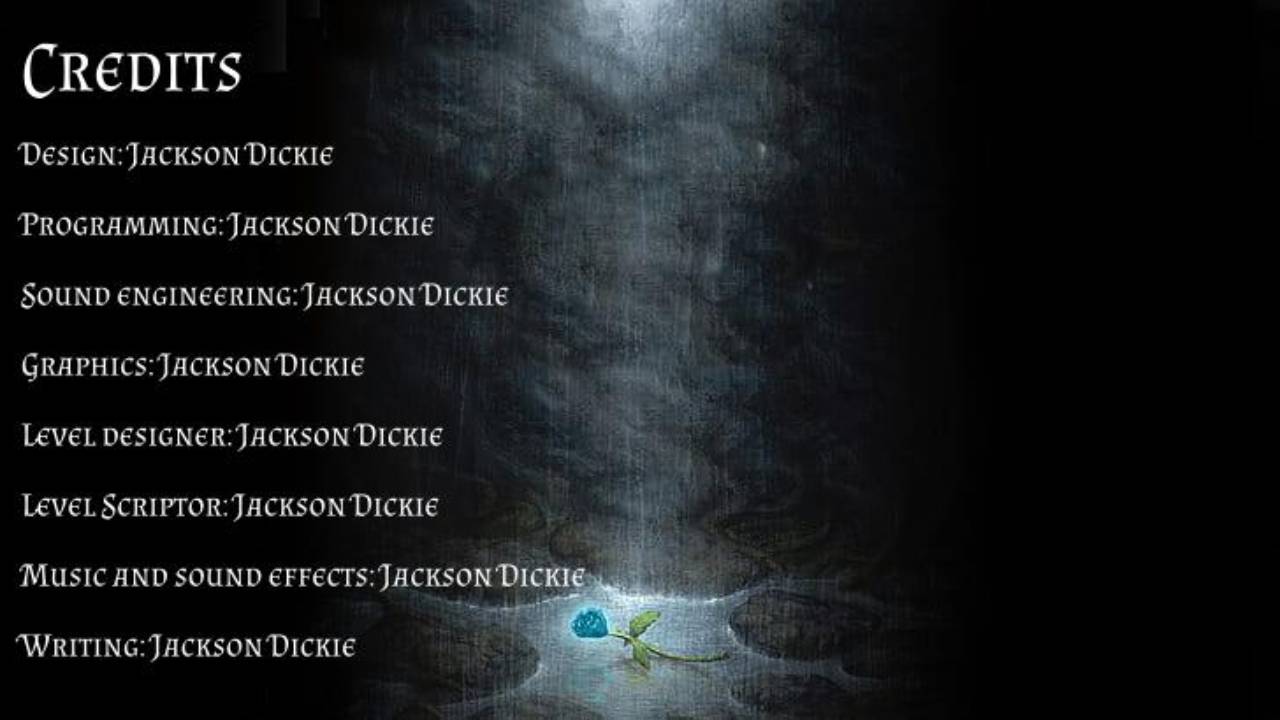 Credits
Design: Jackson Dickie
Programming: Jackson Dickie
Sound engineering: Jackson Dickie
Graphics: Jackson Dickie
Level designer: Jackson Dickie
Level Scriptor: Jackson Dickie
Music and sound effects: Jackson Dickie
Writing: Jackson Dickie